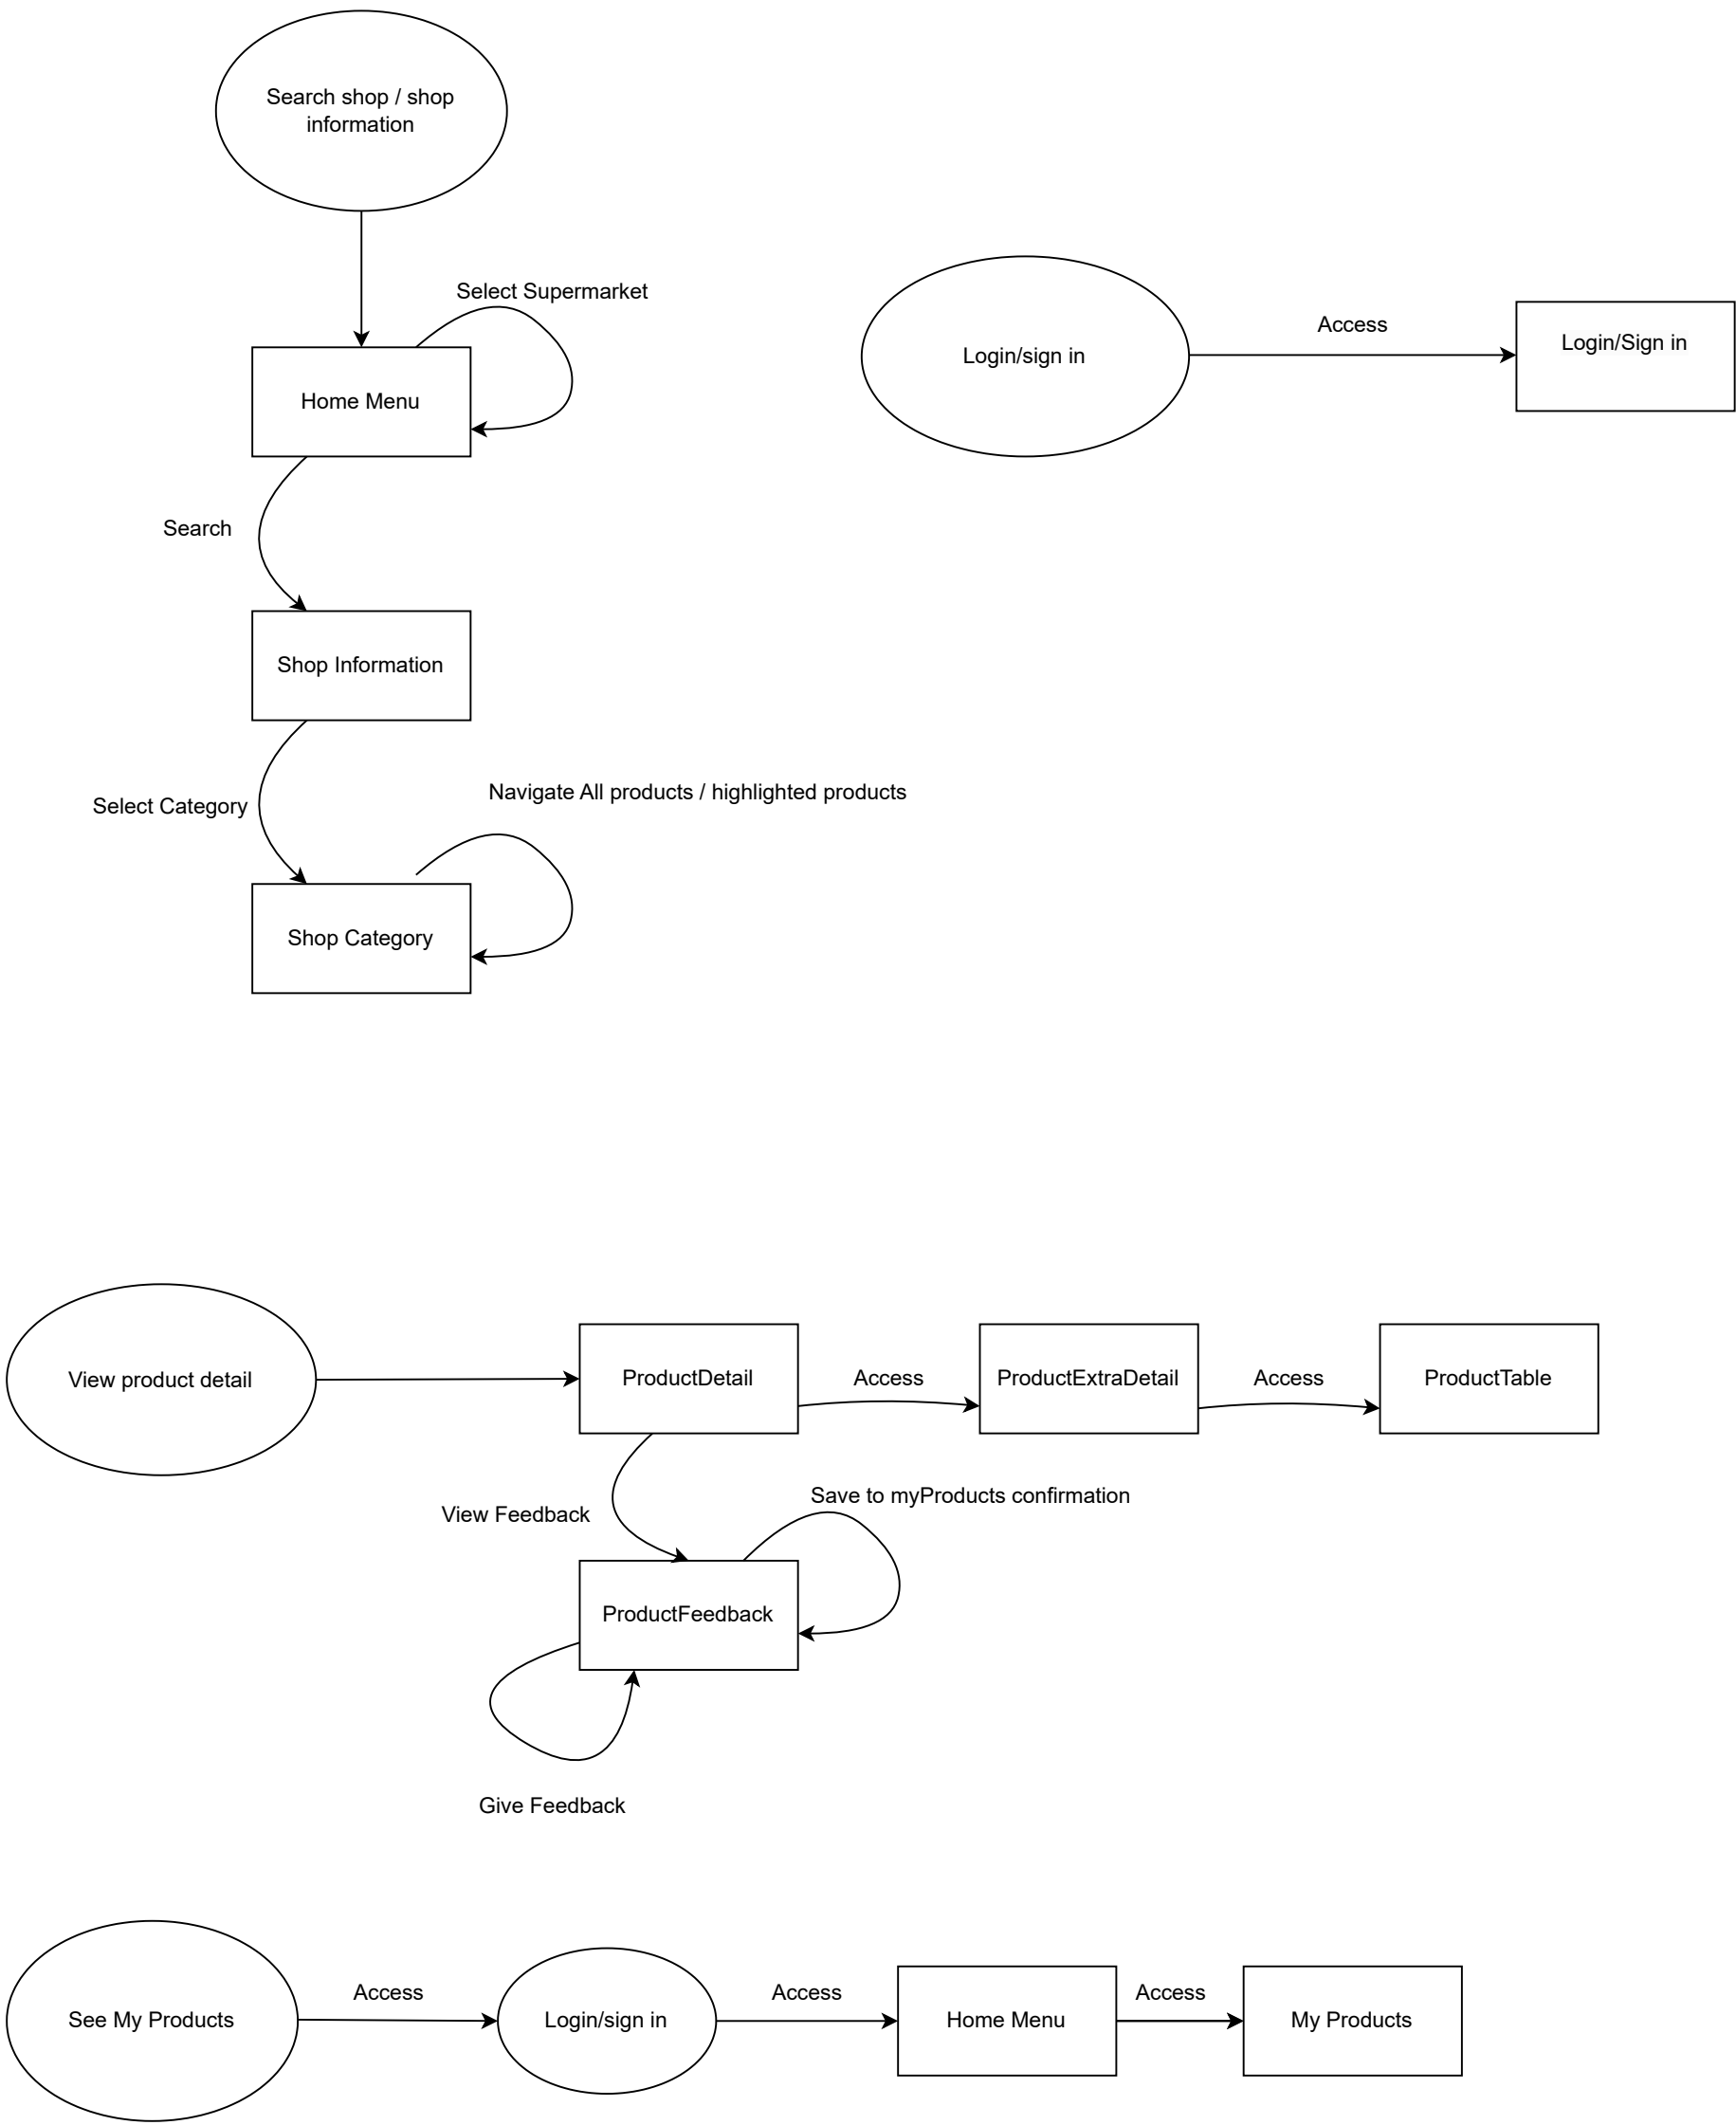 Search shop / shop
information
Select Supermarket
Access
Login/Sign in
Login/sign in
Home Menu
Search
Shop Information
Navigate All products / highlighted products
Select Category
Shop Category
View product detail
ProductDetail
Access
ProductExtraDetail
Access
ProductTable
Save to myProducts confirmation
View Feedback
ProductFeedback
Give Feedback
See My Products
Access
Login/sign in
Access
Home Menu
Access
My Products